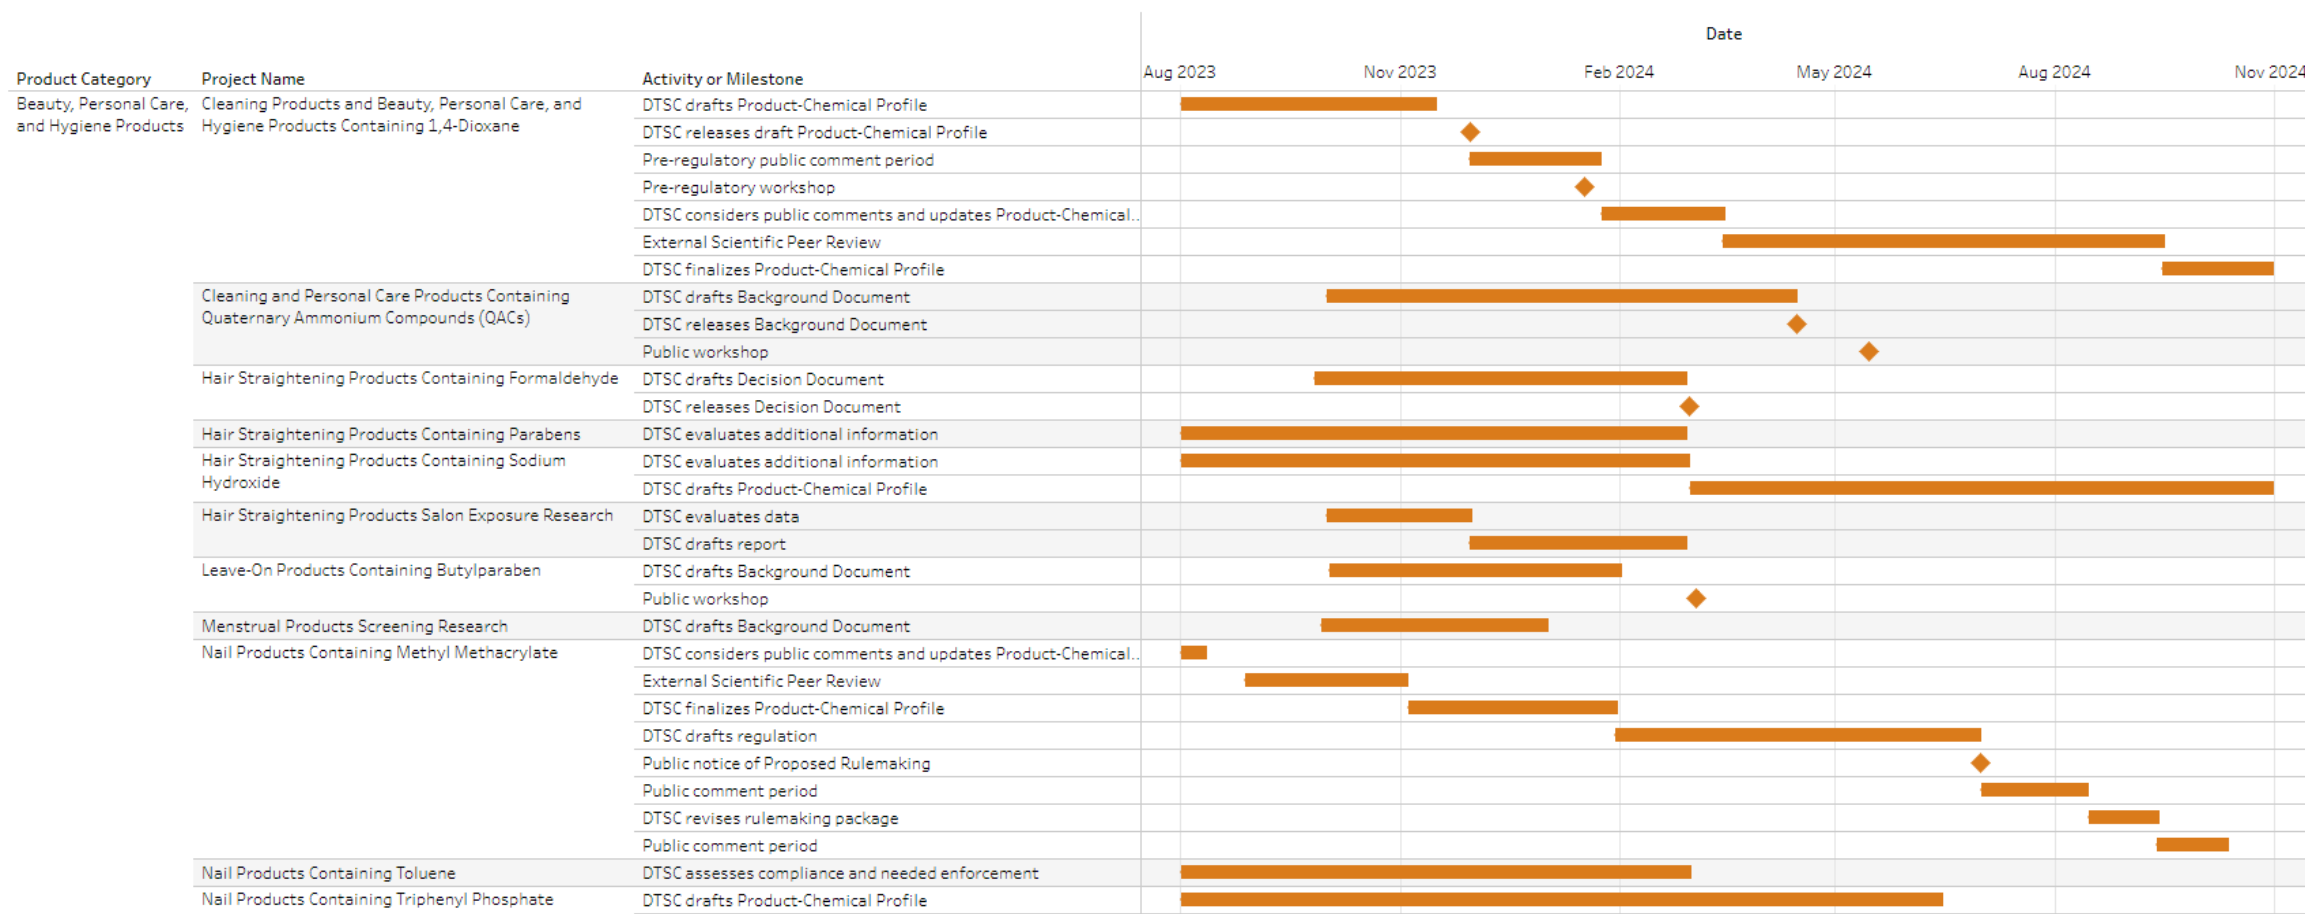 Date
Product Category Project Name Activity or Milestone Aug 2023 Nov 2023 Feb 2024 May 2024 Aug 2024 Nov 2024
Beauty, Personal Care, Cleaning Products and Beauty, Personal Care, and DTSC drafts Product-Chemical Profile
and Hygiene Products Hygiene Products Containing 1,4-Dioxane
DTSC releases draft Product-Chemical Profile
Pre-regulatory public comment period
Pre-regulatory workshop
DTSC considers public comments and updates Product-Chemical..
External Scientific Peer Review
DTSC finalizes Product-Chemical Profile
Cleaning and Personal Care Products Containing DTSC drafts Background Document
Quaternary Ammonium Compounds (QACs)
DTSC releases Background Document
Public workshop
Hair Straightening Products Containing Formaldehyde DTSC drafts Decision Document
DTSC releases Decision Document
Hair Straightening Products Containing Parabens DTSC evaluates additional information
Hair Straightening Products Containing Sodium DTSC evaluates additional information
Hydroxide
DTSC drafts Product-Chemical Profile
Hair Straightening Products Salon Exposure Research DTSC evaluates data
DTSC drafts report
Leave-On Products Containing Butylparaben DTSC drafts Background Document
Public workshop
Menstrual Products Screening Research DTSC drafts Background Document
Nail Products Containing Methyl Methacrylate DTSC considers public comments and updates Product-Chemical..
External Scientific Peer Review
DTSC finalizes Product-Chemical Profile
DTSC drafts regulation
Public notice of Proposed Rulemaking
Public comment period
DTSC revises rulemaking package
Public comment period
Nail Products Containing Toluene DTSC assesses compliance and needed enforcement
Nail Products Containing Triphenyl Phosphate DTSC drafts Product-Chemical Profile